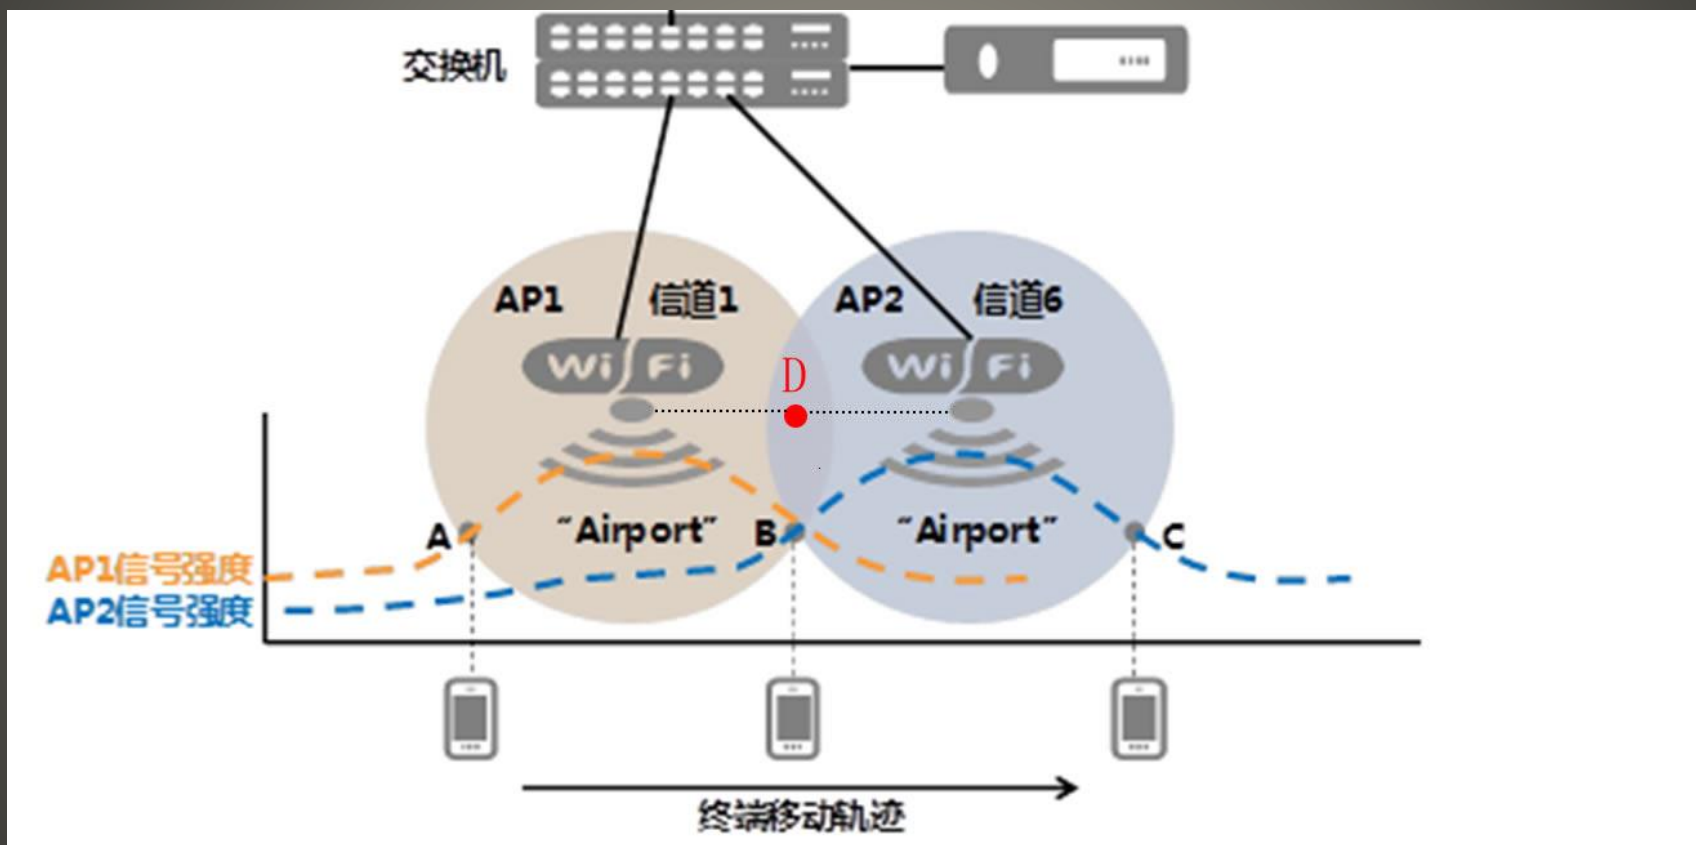 交换机
AP1 信道1
AP2 信道6
Wi Fi
Wi Fi
D
A
"Airport"
B
"Airport"
C
AP1信号强度
AP2信号强度
终端移动轨迹